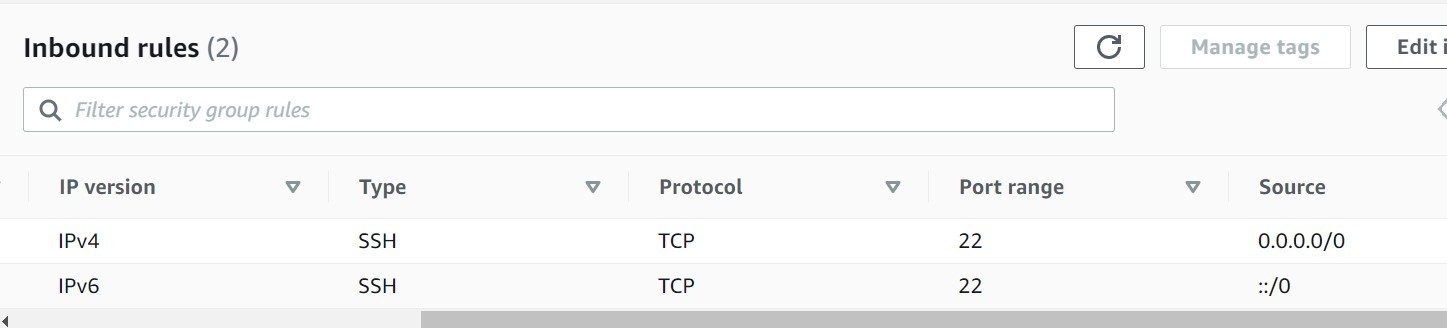 Inbound rules (2)
Manage tags
Edit i
Filter security group rules
IP version Type Protocol Port range Source
IPv4 SSH TCP 22 0.0.0.0/0
IPv6 SSH TCP 22 ::/0